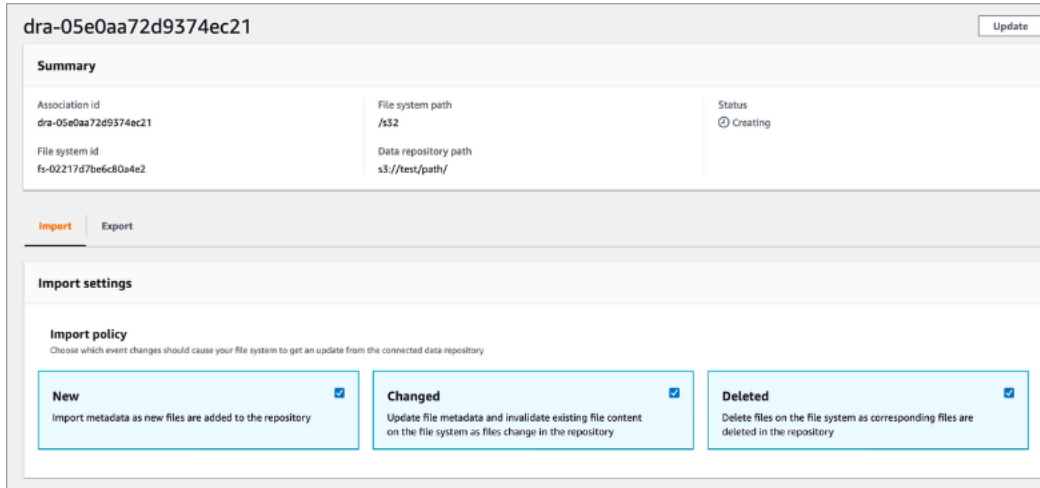 dra-05e0aa72d9374ec21
Update
Summary
Association id
dra-05e0aa72d9374ec21
File system id
fs-02217d7be6c80a4e2
File system path
/s32
Data repository path
s3://test/path/
Status
Creating
Import
Export
Import settings
Import policy
Choose which event changes should cause your file system to get an update from the connected data repository
New
Import metadata as new files are added to the repository
Changed
Update file metadata and invalidate existing file content
on the file system as files change in the repository
Deleted
Delete files on the file system as corresponding files are
deleted in the repository